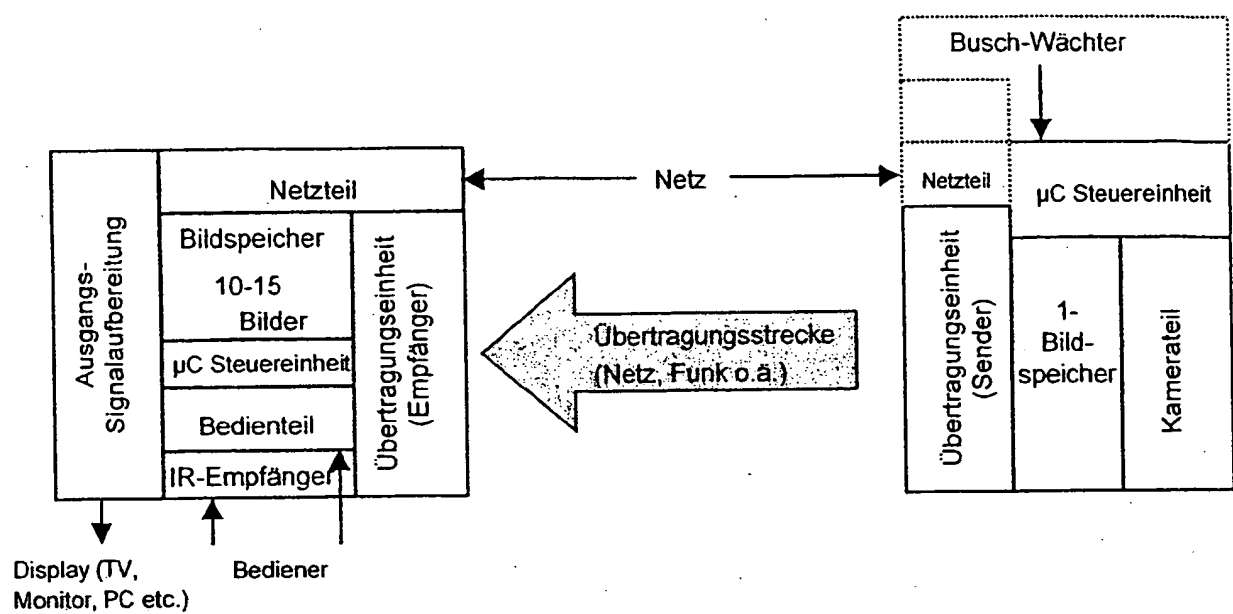 Busch-Wächter
Netzteil
µC Steuereinheit
Übertragungseinheit
(Sender)
1-
Bild-
speicher
Kamerateil
Netz
Übertragungsstrecke
(Netz, Funk o.ä.)
Ausgangs-
Signalaufbereitung
Netzteil
Bildspeicher
10-15
Bilder
µC Steuereinheit
Bedienteil
IR-Empfänger
Übertragungseinheit
(Empfänger)
Display (TV,
Monitor, PC etc.)
Bediener